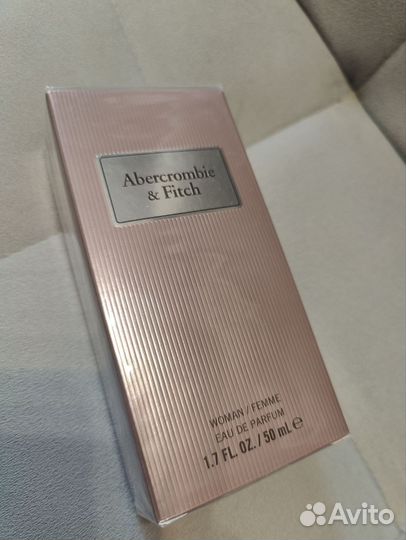 Abercrombie
& Fitch
WOMAN / FEMME
EAU DE PARFUM
1.7 FL. OZ. / 50 mL ℮
Avito